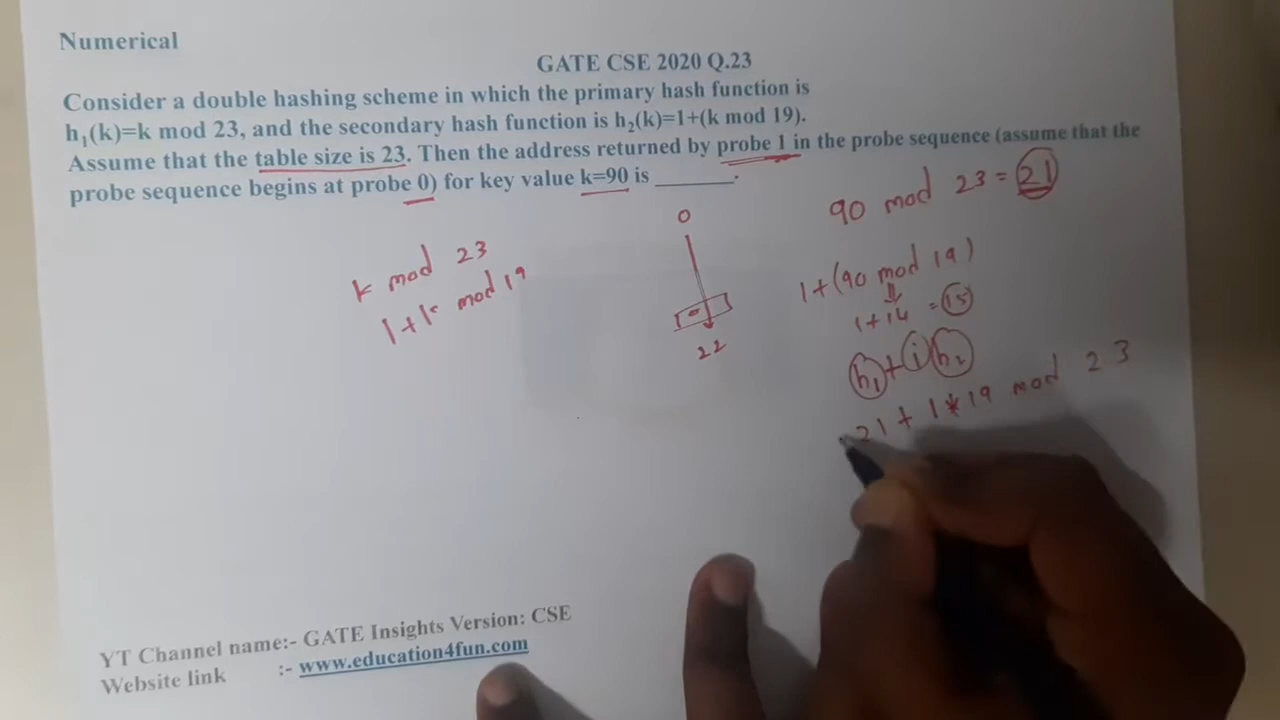 Numerical
GATE CSE 2020 Q.23
Consider a double hashing scheme in which the primary hash function is
h₁(k)=k mod 23, and the secondary hash function is h₂(k)=1+(k mod 19).
Assume that the table size is 23. Then the address returned by probe 1 in the probe sequence (assume that the
probe sequence begins at probe 0) for key value k=90 is _______.
90 mod 23 = 21
k mod 23
1+k mod 19
0
22
1+(90 mod 19)
1+14 = 15
h₁+i h₂
21 + 1*19 mod 23
YT Channel name:- GATE Insights Version: CSE
Website link :- www.education4fun.com